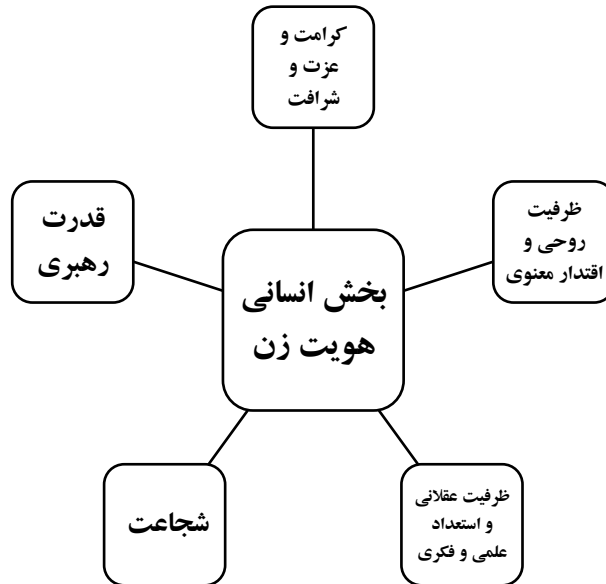 کرامت و
عزت و
شرافت
ظرفیت
روحی و
اقتدار معنوی
قدرت
رهبری
بخش انسانی
هویت زن
ظرفیت عقلانی
و استعداد
علمی و فکری
شجاعت